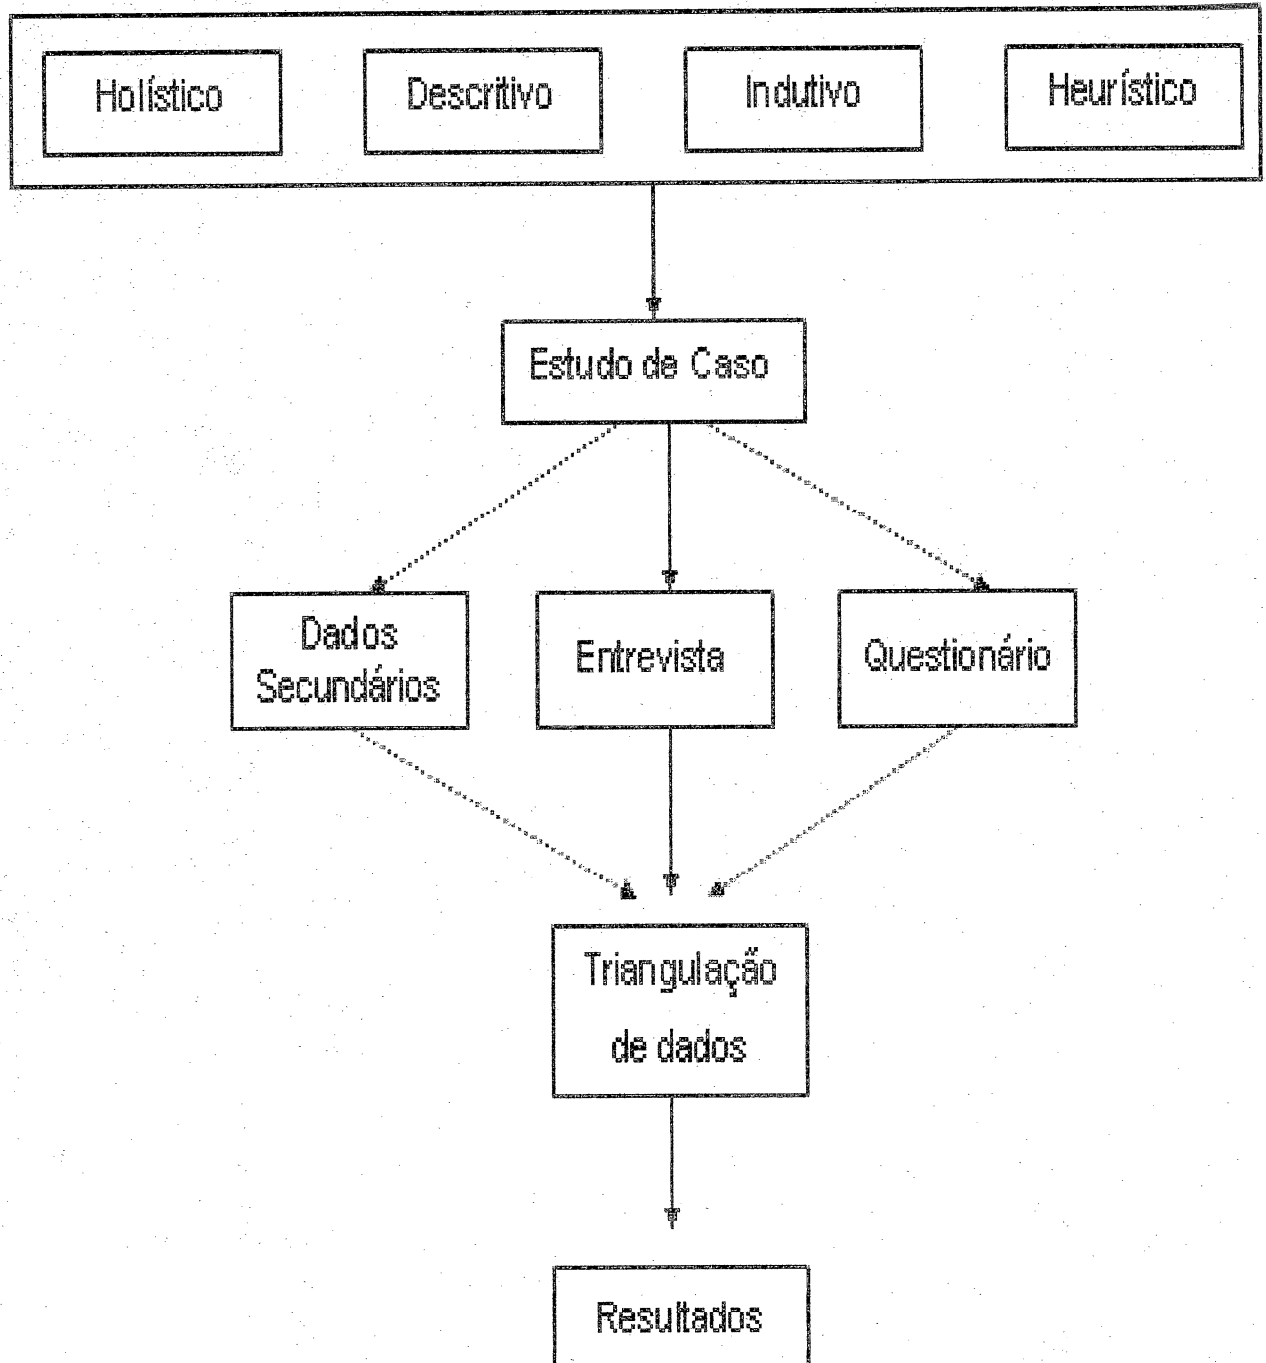 Holístico
Descritivo
Indutivo
Heurístico
Estudo de Caso
Dados
Secundários
Entrevista
Questionário
Triangulação
de dados
Resultados